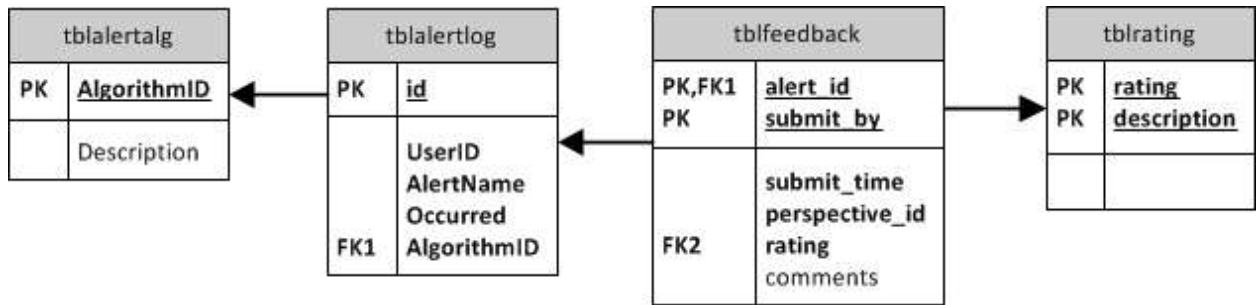 tblalertalg
PK AlgorithmID
Description
tblalertlog
PK id
UserID
AlertName
Occurred
FK1 AlgorithmID
tblfeedback
PK,FK1 alert_id
PK submit_by
submit_time
perspective_id
FK2 rating
comments
tblrating
PK rating
PK description